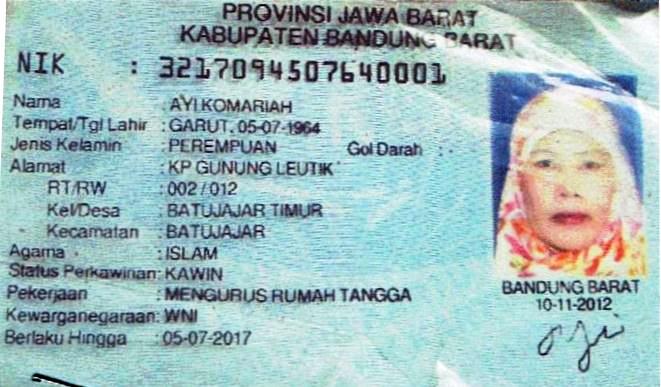 PROVINSI JAWA BARAT
KABUPATEN BANDUNG BARAT
NIK : 3217094507640001
Nama : AYI KOMARIAH
Tempat/Tgl Lahir : GARUT, 05-07-1964
Jenis Kelamin : PEREMPUAN Gol Darah :
Alamat : KP GUNUNG LEUTIK
RT/RW : 002 / 012
Kel/Desa : BATUJAJAR TIMUR
Kecamatan : BATUJAJAR
Agama : ISLAM
Status Perkawinan: KAWIN
Pekerjaan : MENGURUS RUMAH TANGGA
Kewarganegaraan: WNI
Berlaku Hingga : 05-07-2017
BANDUNG BARAT
10-11-2012